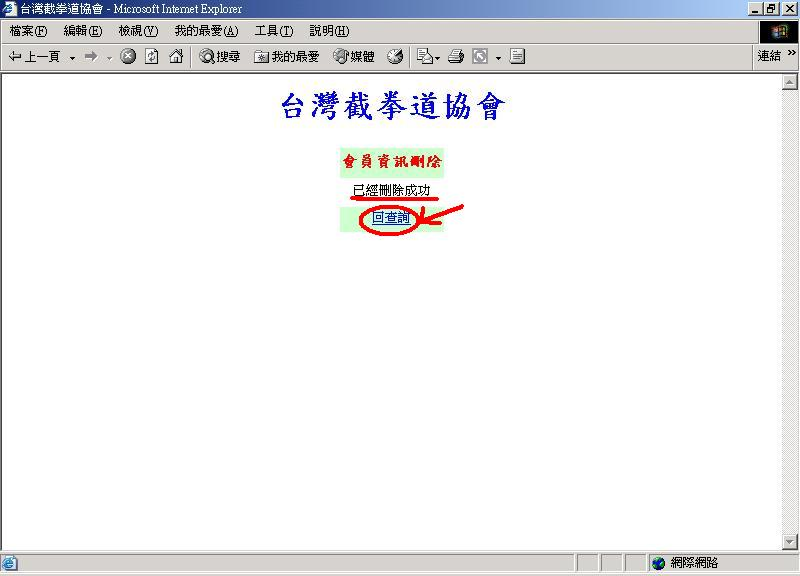 台灣截拳道協會 - Microsoft Internet Explorer
檔案(F) 編輯(E) 檢視(V) 我的最愛(A) 工具(T) 說明(H)
上一頁 搜尋 我的最愛 媒體 連結 »
台灣截拳道協會
會員資訊刪除
已經刪除成功
回查詢
網際網路